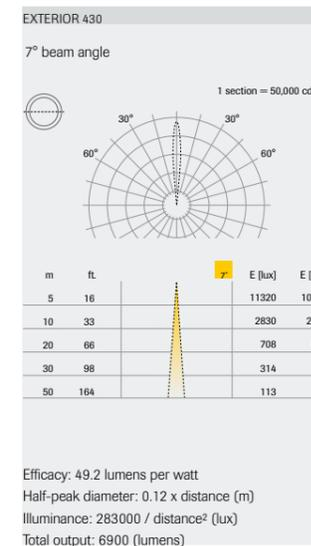 EXTERIOR 430
7° beam angle
1 section = 50,000 cd
30° 30°
60° 60°
m ft. 7° E [lux] E [
5 16 11320 10
10 33 2830 2
20 66 708
30 98 314
50 164 113
Efficacy: 49.2 lumens per watt
Half-peak diameter: 0.12 x distance (m)
Illuminance: 283000 / distance² (lux)
Total output: 6900 (lumens)